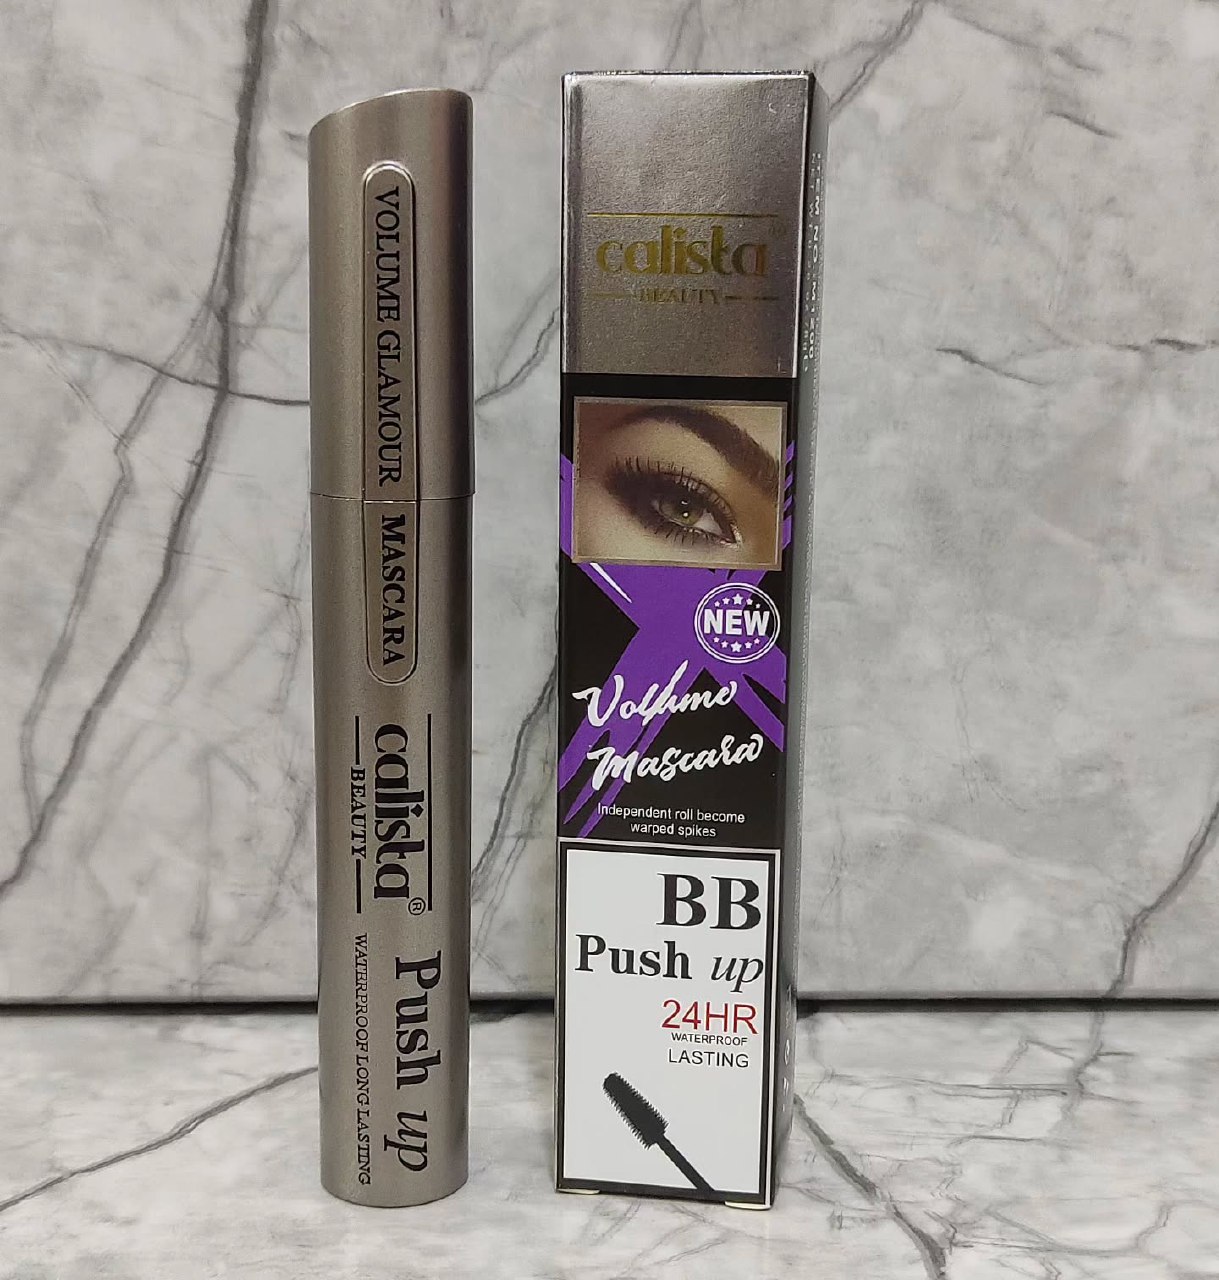 VOLUME GLAMOUR MASCARA
calista®
BEAUTY
Push up
WATERPROOF LONG LASTING
calista®
BEAUTY
NEW
Volume
Mascara
Independent roll become
warped spikes
BB
Push up
24HR
WATERPROOF
LASTING